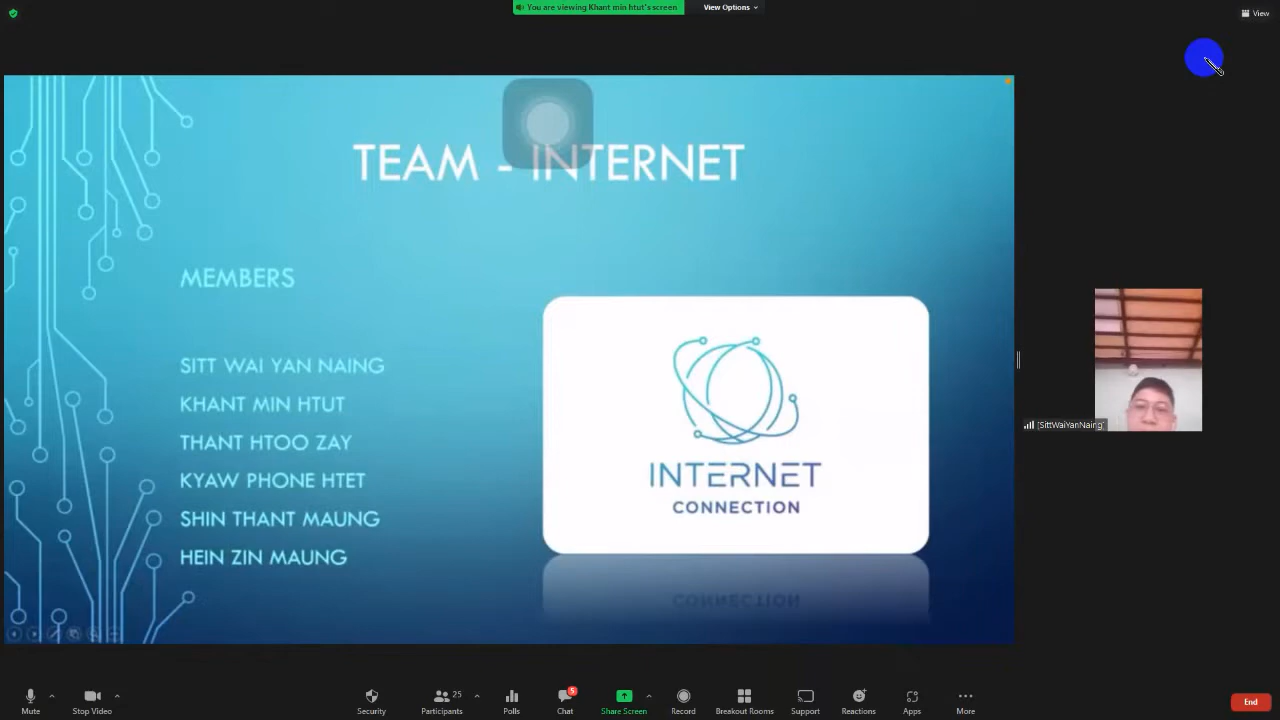 You are viewing Khant min htut's screen
View Options
View
TEAM - INTERNET
MEMBERS
SITT WAI YAN NAING
KHANT MIN HTUT
THANT HTOO ZAY
KYAW PHONE HTET
SHIN THANT MAUNG
HEIN ZIN MAUNG
INTERNET
CONNECTION
CONNECTION
[SittWaiYanNaing'
Mute
Stop Video
Security
25
Participants
Polls
5
Chat
Share Screen
Record
Breakout Rooms
Support
Reactions
Apps
More
End